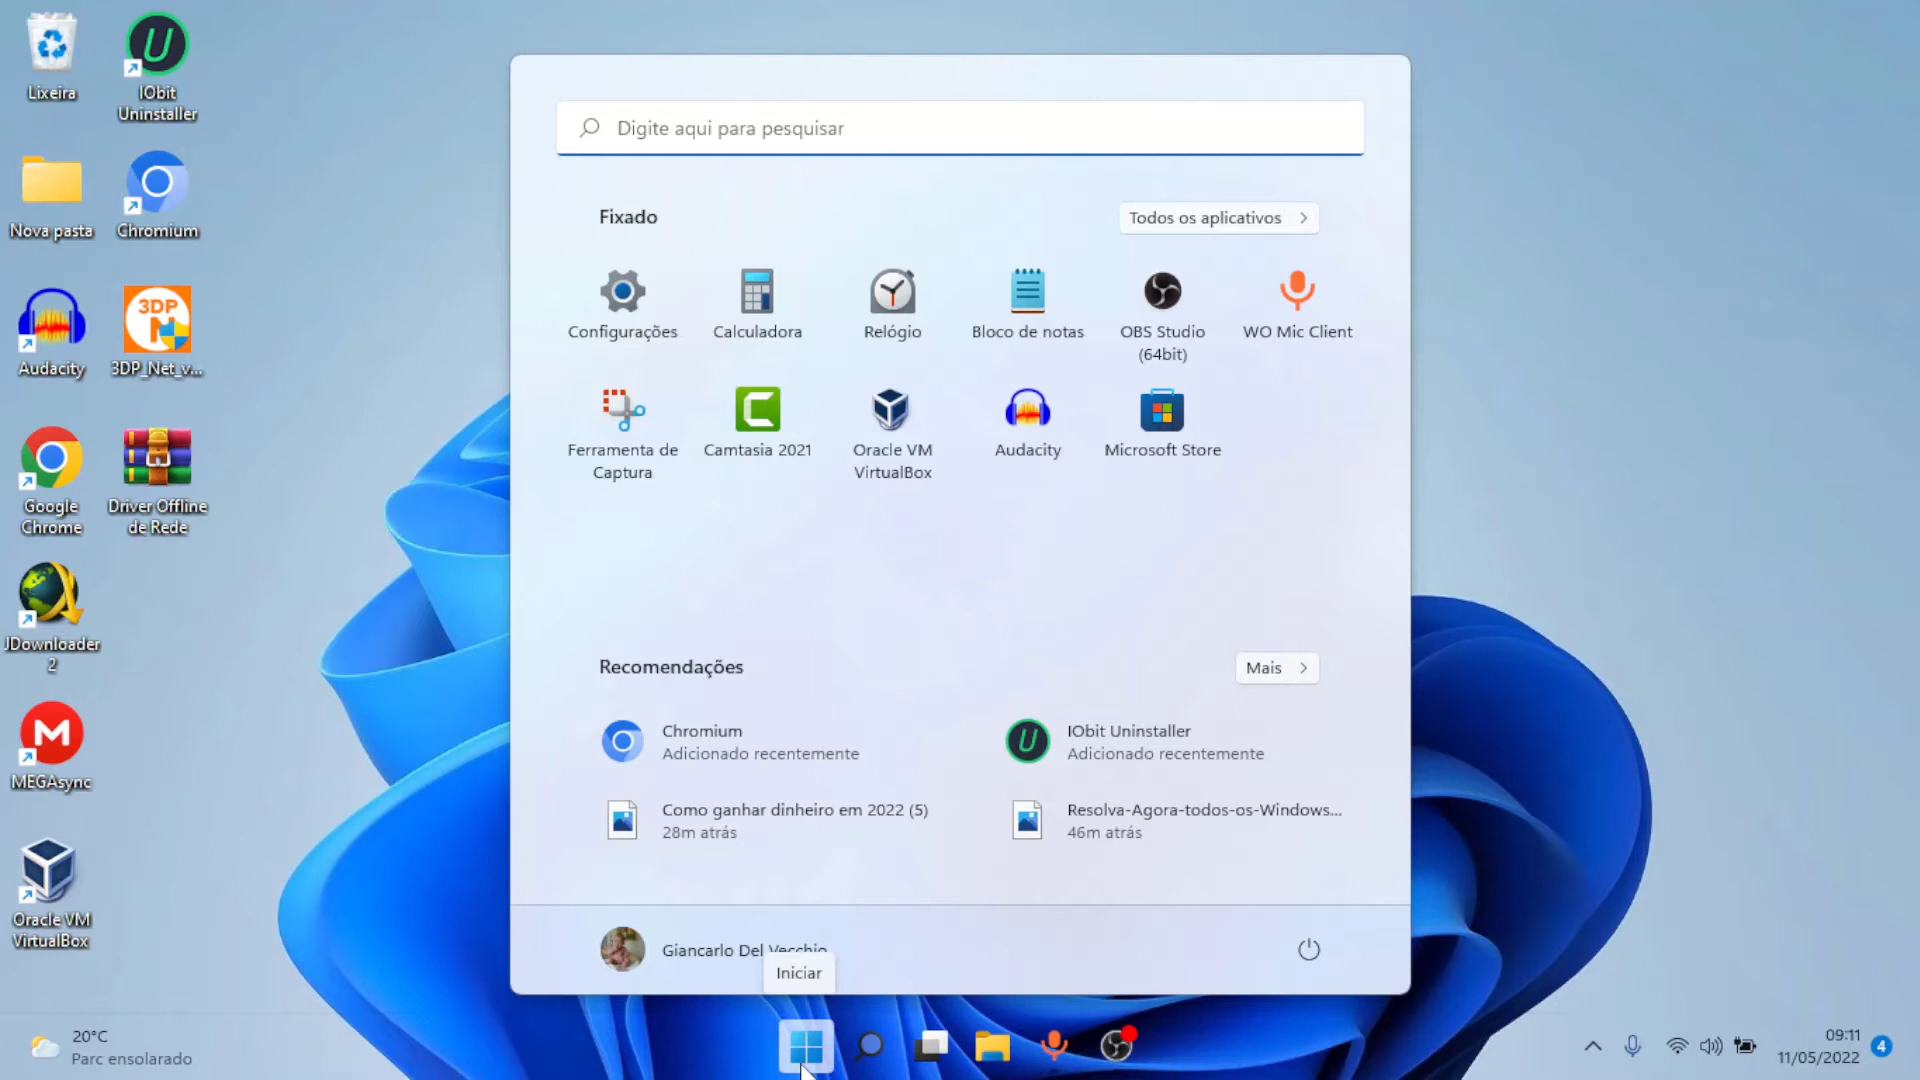 Lixeira
IObit
Uninstaller
Nova pasta
Chromium
Audacity
3DP
3DP_Net_v...
Google
Chrome
Driver Offline
de Rede
JDownloader
2
MEGAsync
Oracle VM
VirtualBox
Digite aqui para pesquisar
Fixado
Todos os aplicativos
Configurações
Calculadora
Relógio
Bloco de notas
OBS Studio
(64bit)
WO Mic Client
Ferramenta de
Captura
Camtasia 2021
Oracle VM
VirtualBox
Audacity
Microsoft Store
Recomendações
Mais
Chromium
Adicionado recentemente
IObit Uninstaller
Adicionado recentemente
Como ganhar dinheiro em 2022 (5)
28m atrás
Resolva-Agora-todos-os-Windows...
46m atrás
Giancarlo Del Vecchio
Iniciar
20°C
Parc ensolarado
09:11
11/05/2022
4